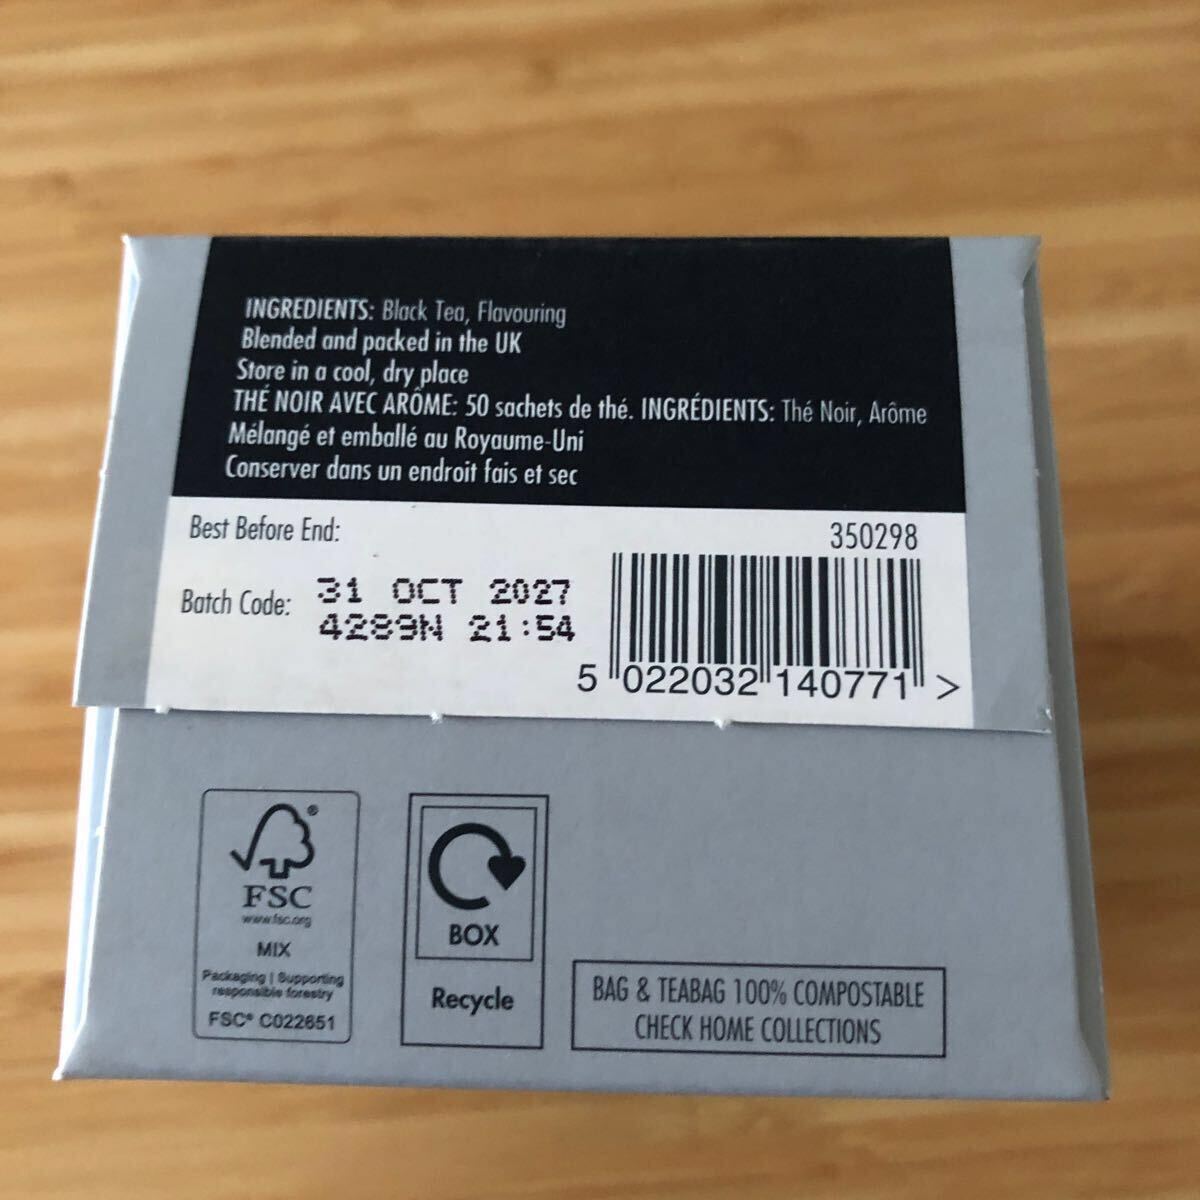 INGREDIENTS: Black Tea, Flavouring
Blended and packed in the UK
Store in a cool, dry place
THÉ NOIR AVEC ARÔME: 50 sachets de thé. INGRÉDIENTS: Thé Noir, Arôme
Mélangé et emballé au Royaume-Uni
Conserver dans un endroit fais et sec
Best Before End:
350298
Batch Code:
31 OCT 2027
4289N 21:54
5 022032 140771 >
FSC
www.fsc.org
MIX
Packaging | Supporting
responsible forestry
FSC® C022651
BOX
Recycle
BAG & TEABAG 100% COMPOSTABLE
CHECK HOME COLLECTIONS